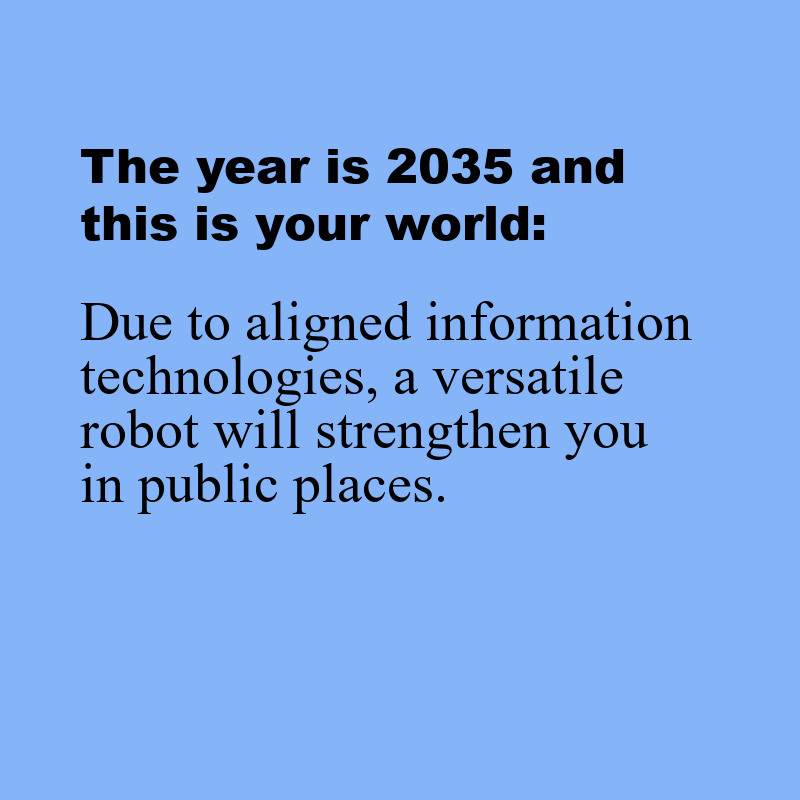 The year is 2035 and
this is your world:
Due to aligned information
technologies, a versatile
robot will strengthen you
in public places.